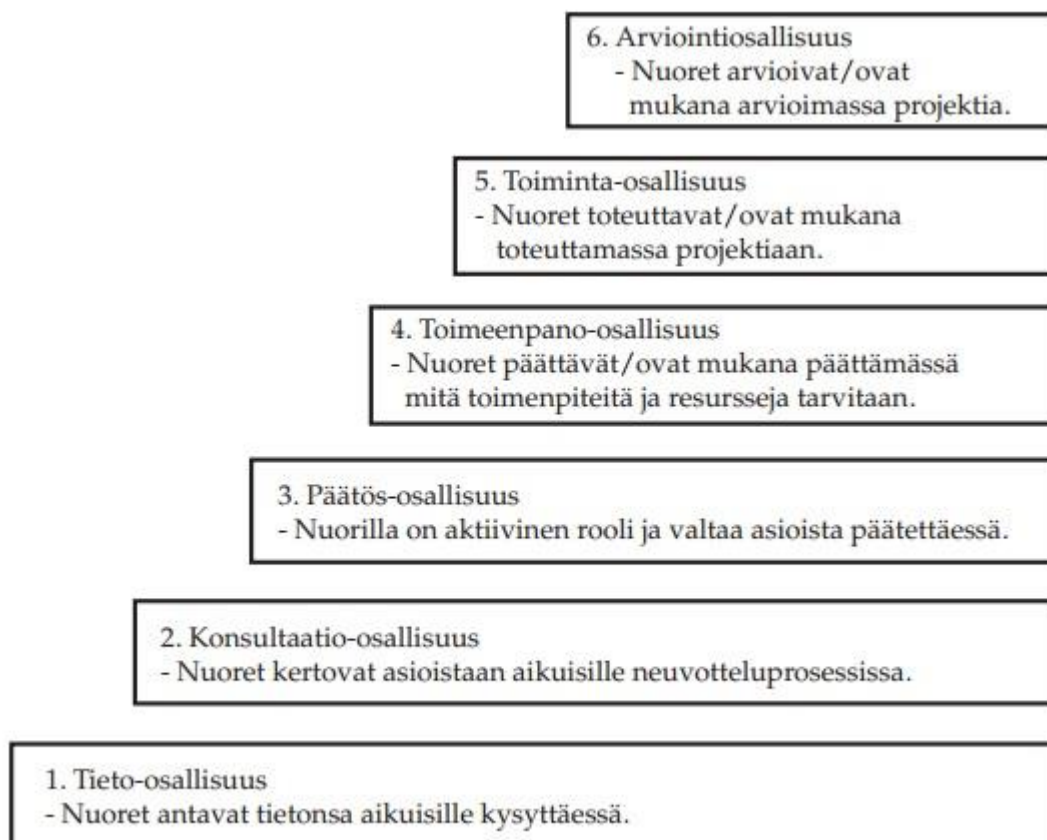 6. Arviointiosallisuus
- Nuoret arvioivat/ovat
mukana arvioimassa projektia.
5. Toiminta-osallisuus
- Nuoret toteuttavat/ovat mukana
toteuttamassa projektiaan.
4. Toimeenpano-osallisuus
- Nuoret päättävät/ovat mukana päättämässä
mitä toimenpiteitä ja resursseja tarvitaan.
3. Päätös-osallisuus
- Nuorilla on aktiivinen rooli ja valtaa asioista päätettäessä.
2. Konsultaatio-osallisuus
- Nuoret kertovat asioistaan aikuisille neuvotteluprosessissa.
1. Tieto-osallisuus
- Nuoret antavat tietonsa aikuisille kysyttäessä.